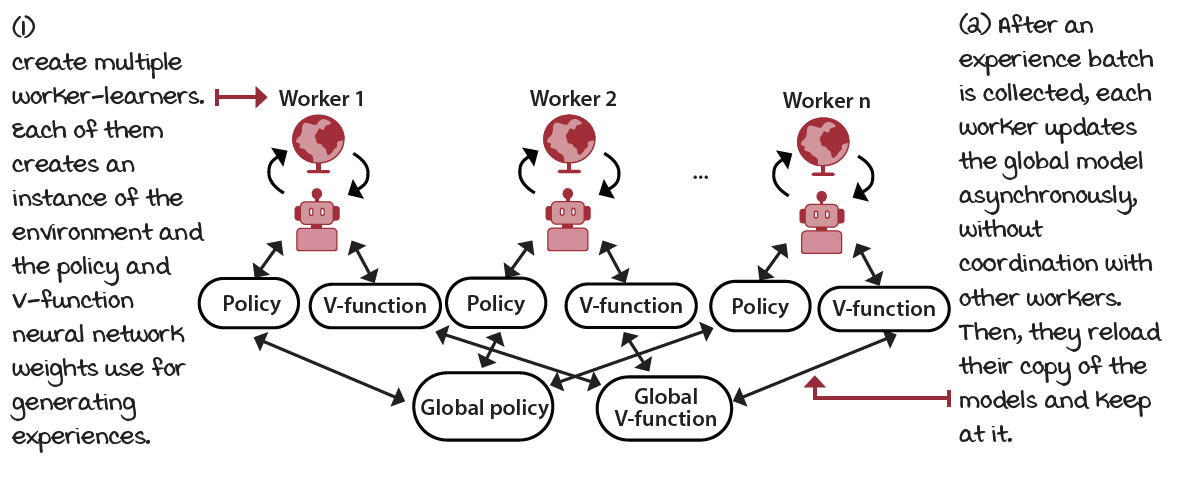 (1)
create multiple
worker-learners.
Each of them
creates an
instance of the
environment and
the policy and
V-function
neural network
weights use for
generating
experiences.
Worker 1
Worker 2
Worker n
...
Policy
V-function
Policy
V-function
Policy
V-function
Global policy
Global
V-function
(2) After an
experience batch
is collected, each
worker updates
the global model
asynchronously,
without
coordination with
other workers.
Then, they reload
their copy of the
models and keep
at it.